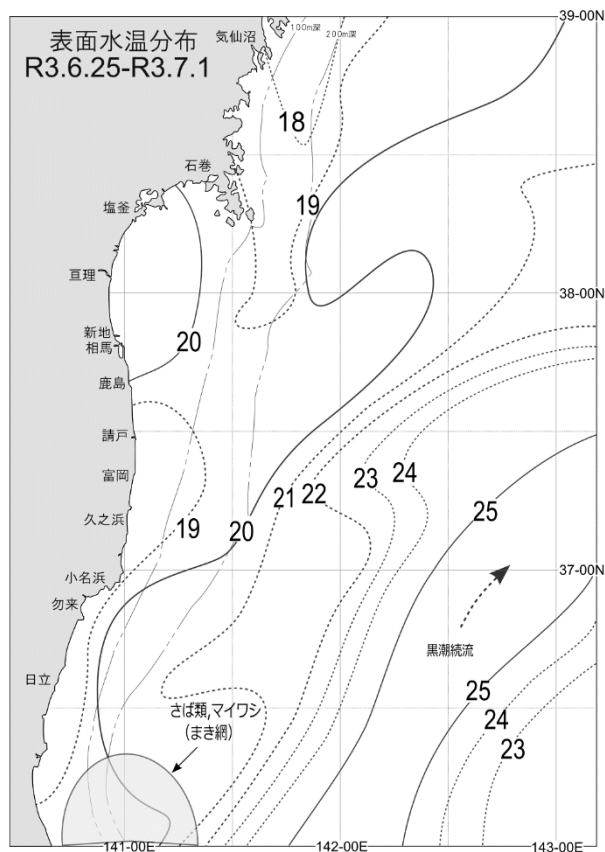 表面水温分布
R3.6.25-R3.7.1
気仙沼
100m深
200m深
39-00N
18
石巻
塩釜
19
亘理
38-00N
新地
相馬
20
鹿島
請戸
富岡
久之浜
19
20
21
22
23
24
25
小名浜
37-00N
勿来
黒潮続流
日立
さば類,マイワシ
(まき網)
25
24
23
141-00E
142-00E
143-00E